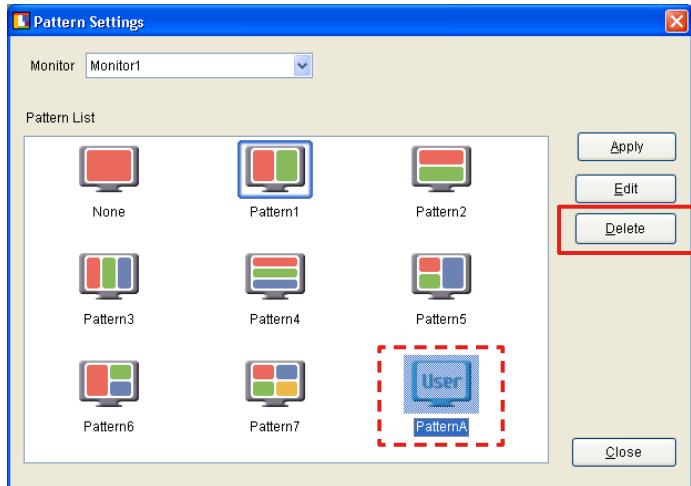 Pattern Settings
Monitor Monitor1
Pattern List
None Pattern1 Pattern2
Pattern3 Pattern4 Pattern5
User
Pattern6 Pattern7 PatternA
Apply
Edit
Delete
Close